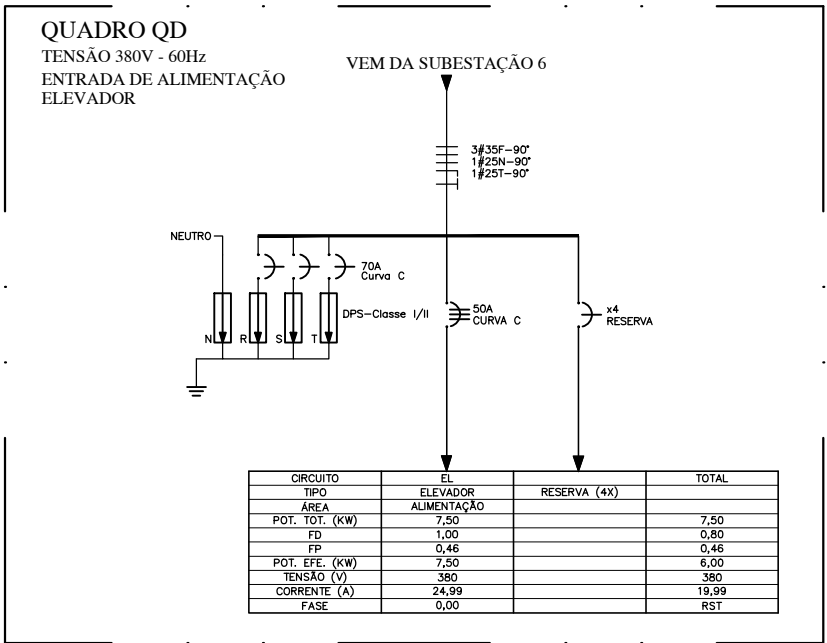 QUADRO QD
TENSÃO 380V - 60Hz
ENTRADA DE ALIMENTAÇÃO
ELEVADOR
VEM DA SUBESTAÇÃO 6
3#35F-90°
1#25N-90°
1#25T-90°
NEUTRO
70A
Curva C
DPS-Classe I/II
N R S T
50A
CURVA C
x4
RESERVA
CIRCUITO EL TOTAL
TIPO ELEVADOR RESERVA (4X)
ÁREA ALIMENTAÇÃO
POT. TOT. (KW) 7,50 7,50
FD 1,00 0,80
FP 0,46 0,46
POT. EFE. (KW) 7,50 6,00
TENSÃO (V) 380 380
CORRENTE (A) 24,99 19,99
FASE 0,00 RST